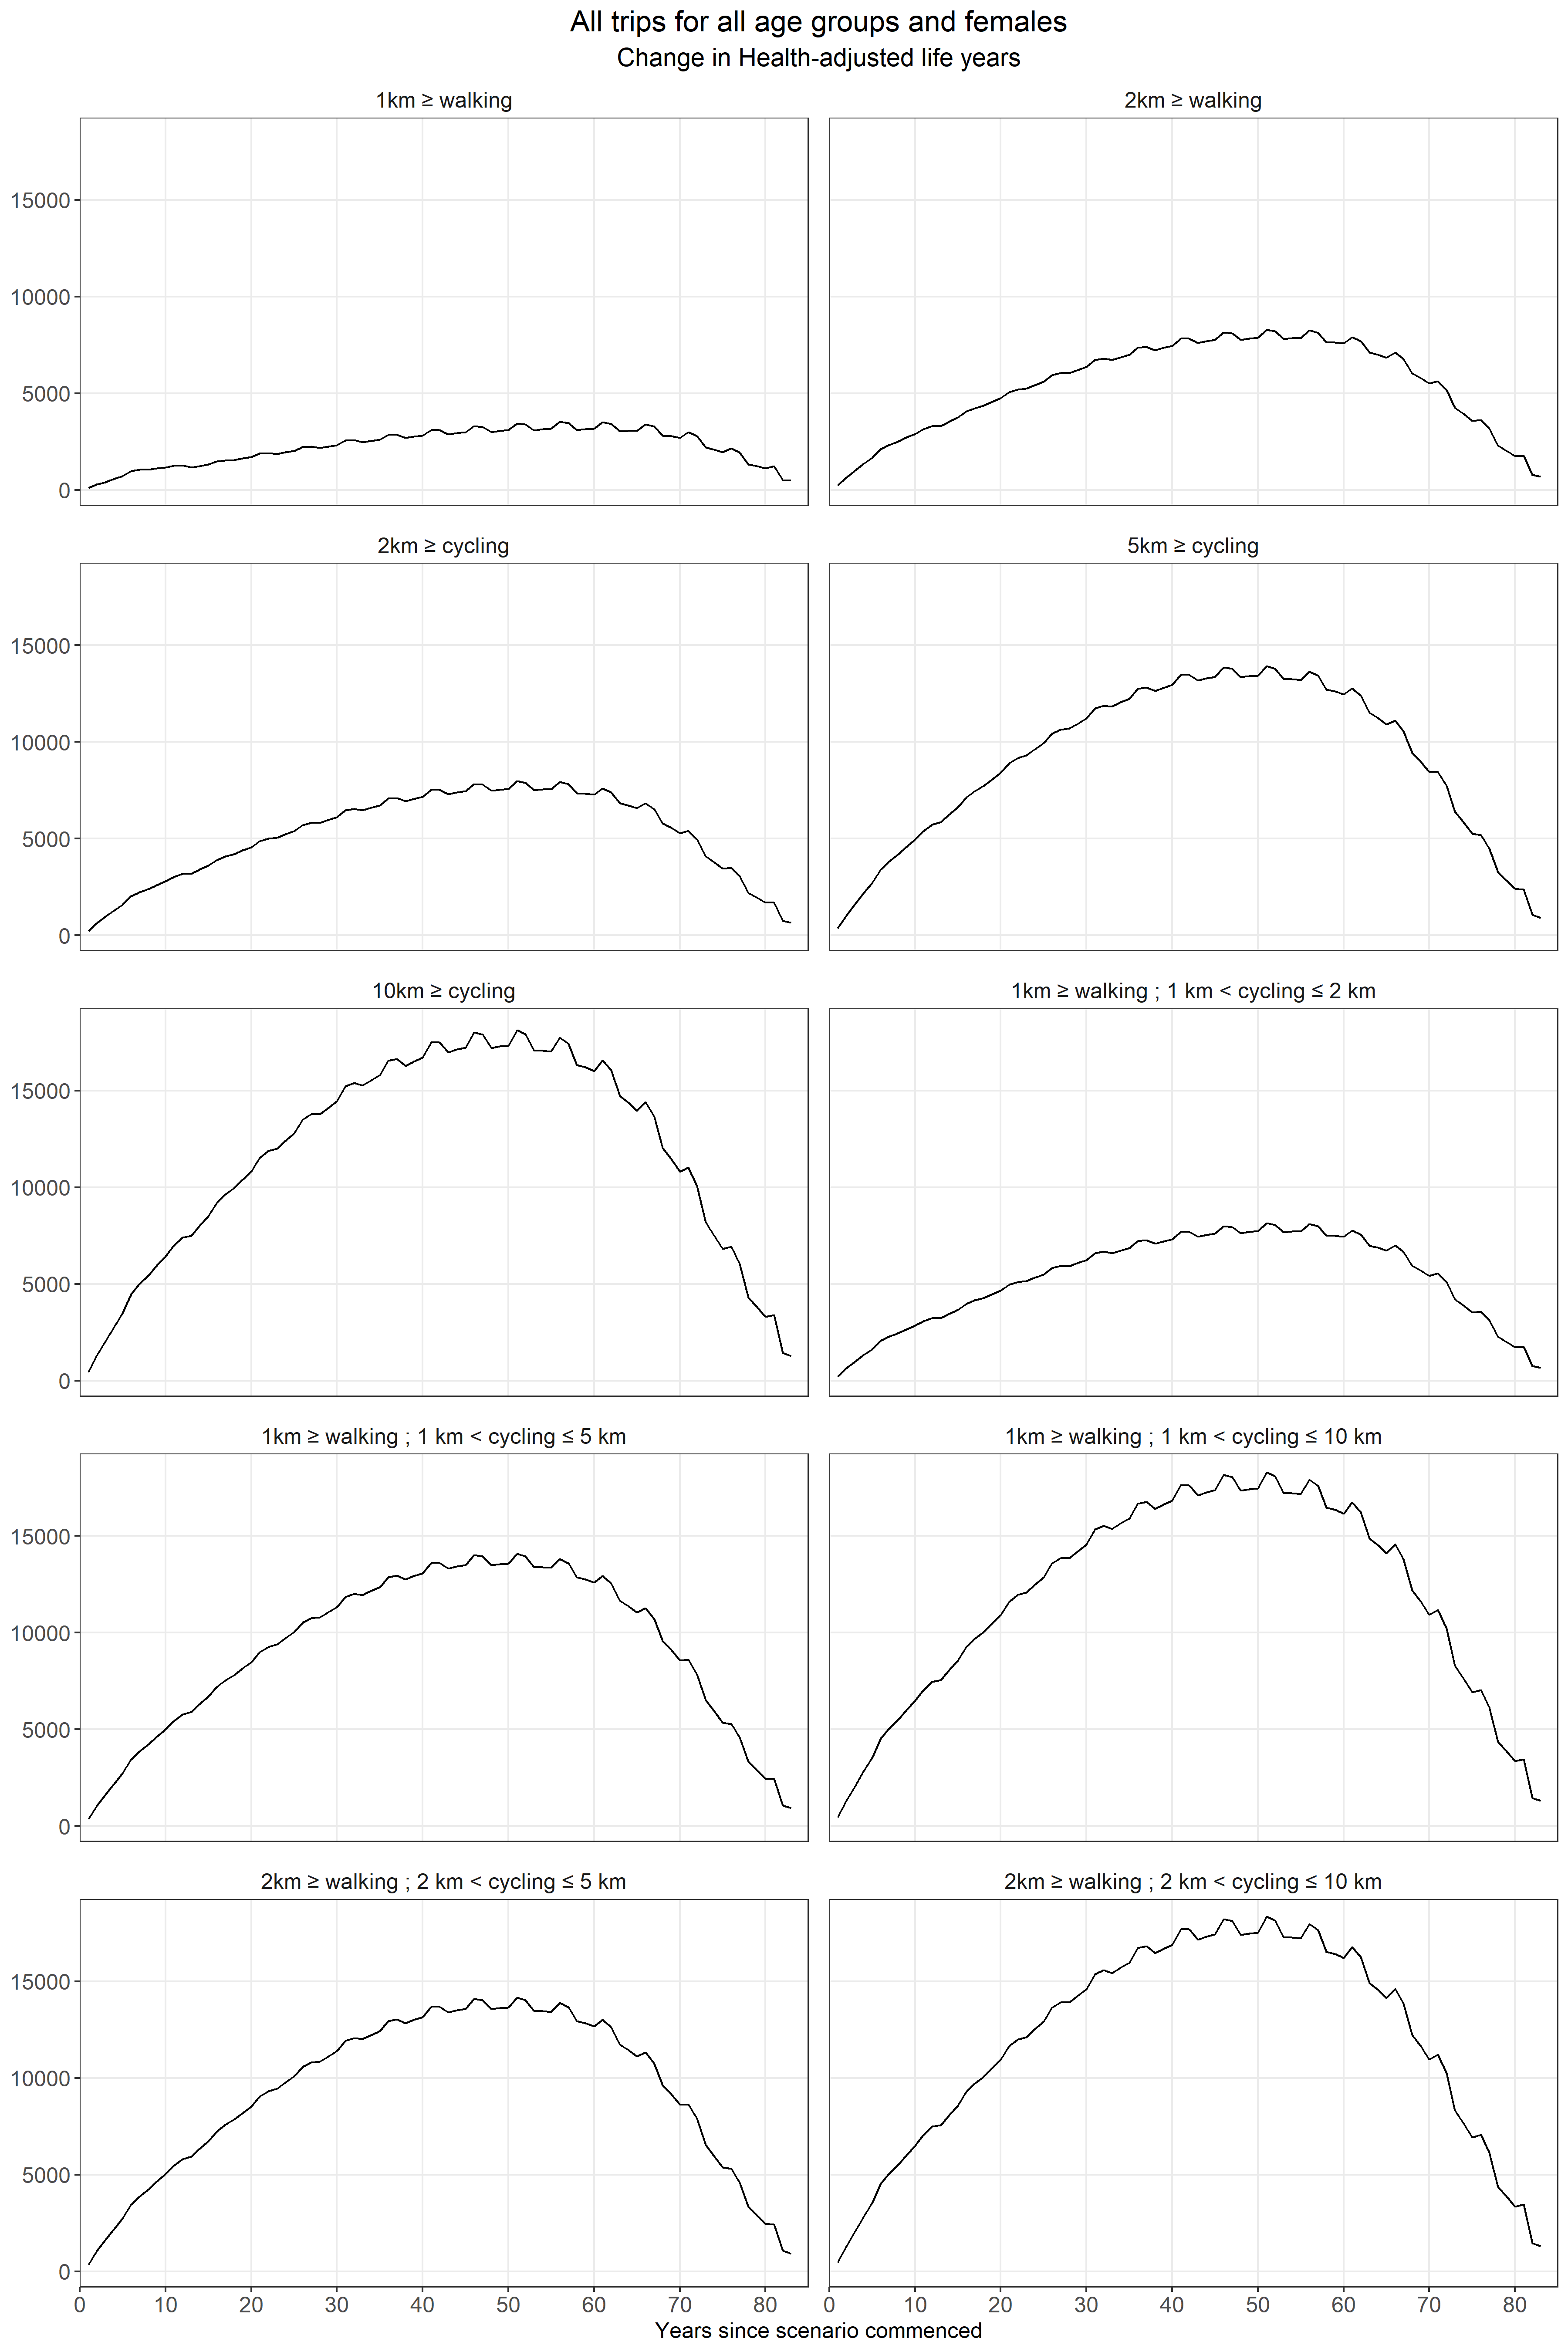 All trips for all age groups and females
Change in Health-adjusted life years
1km ≥ walking
2km ≥ walking
15000
10000
5000
0
2km ≥ cycling
5km ≥ cycling
15000
10000
5000
0
10km ≥ cycling
1km ≥ walking ; 1 km < cycling ≤ 2 km
15000
10000
5000
0
1km ≥ walking ; 1 km < cycling ≤ 5 km
1km ≥ walking ; 1 km < cycling ≤ 10 km
15000
10000
5000
0
2km ≥ walking ; 2 km < cycling ≤ 5 km
2km ≥ walking ; 2 km < cycling ≤ 10 km
15000
10000
5000
0
0 10 20 30 40 50 60 70 80
0 10 20 30 40 50 60 70 80
Years since scenario commenced